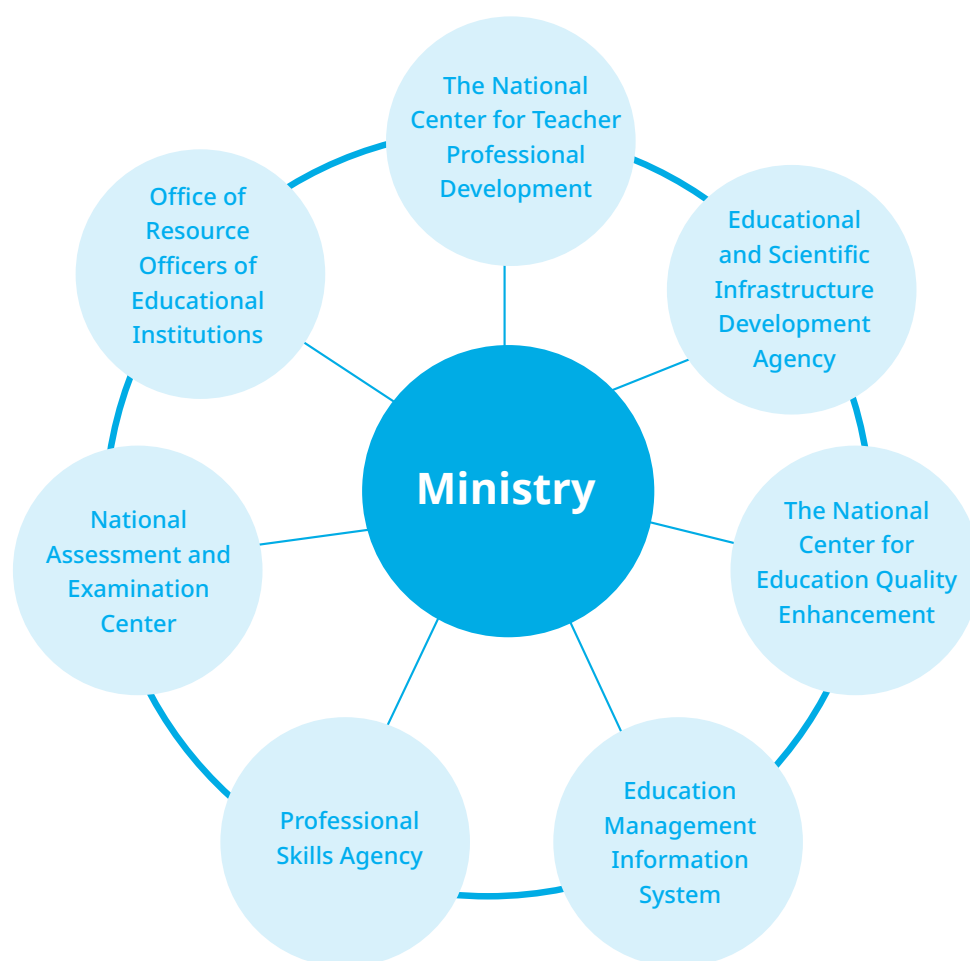 The National
Center for Teacher
Professional
Development
Office of
Resource
Officers of
Educational
Institutions
Educational
and Scientific
Infrastructure
Development
Agency
Ministry
The National
Center for
Education Quality
Enhancement
National
Assessment and
Examination
Center
Education
Management
Information
System
Professional
Skills Agency